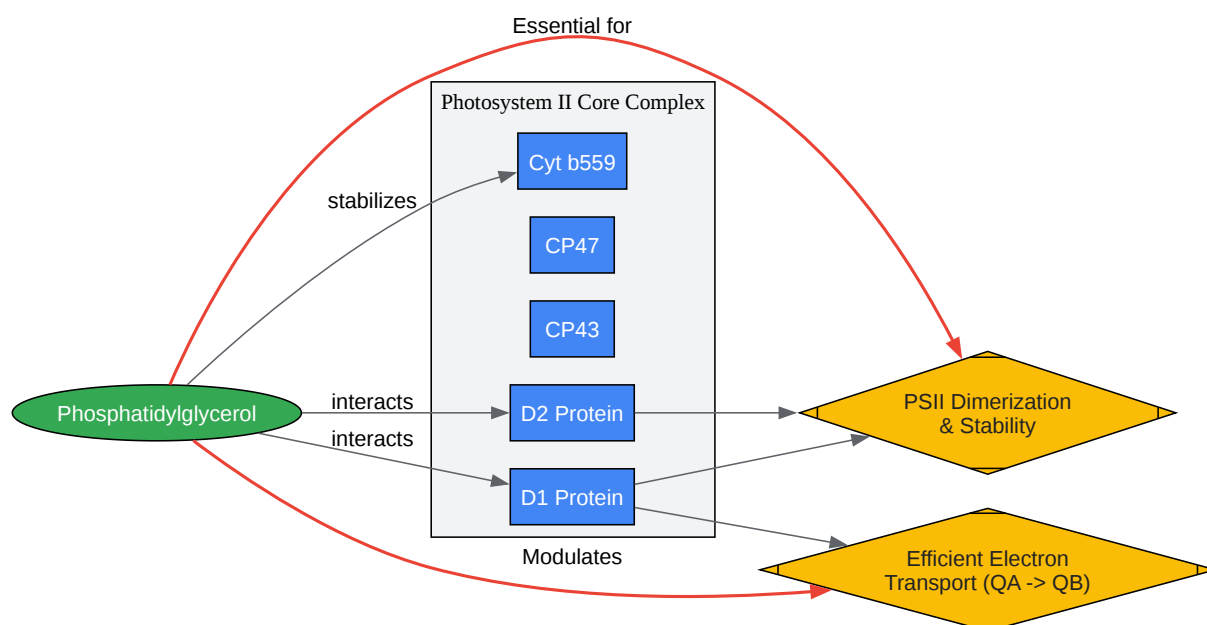 Essential for
Photosystem II Core Complex
Cyt b559
stabilizes
CP47
CP43
Phosphatidylglycerol
interacts
D2 Protein
PSII Dimerization
& Stability
interacts
D1 Protein
Modulates
Efficient Electron
Transport (QA -> QB)